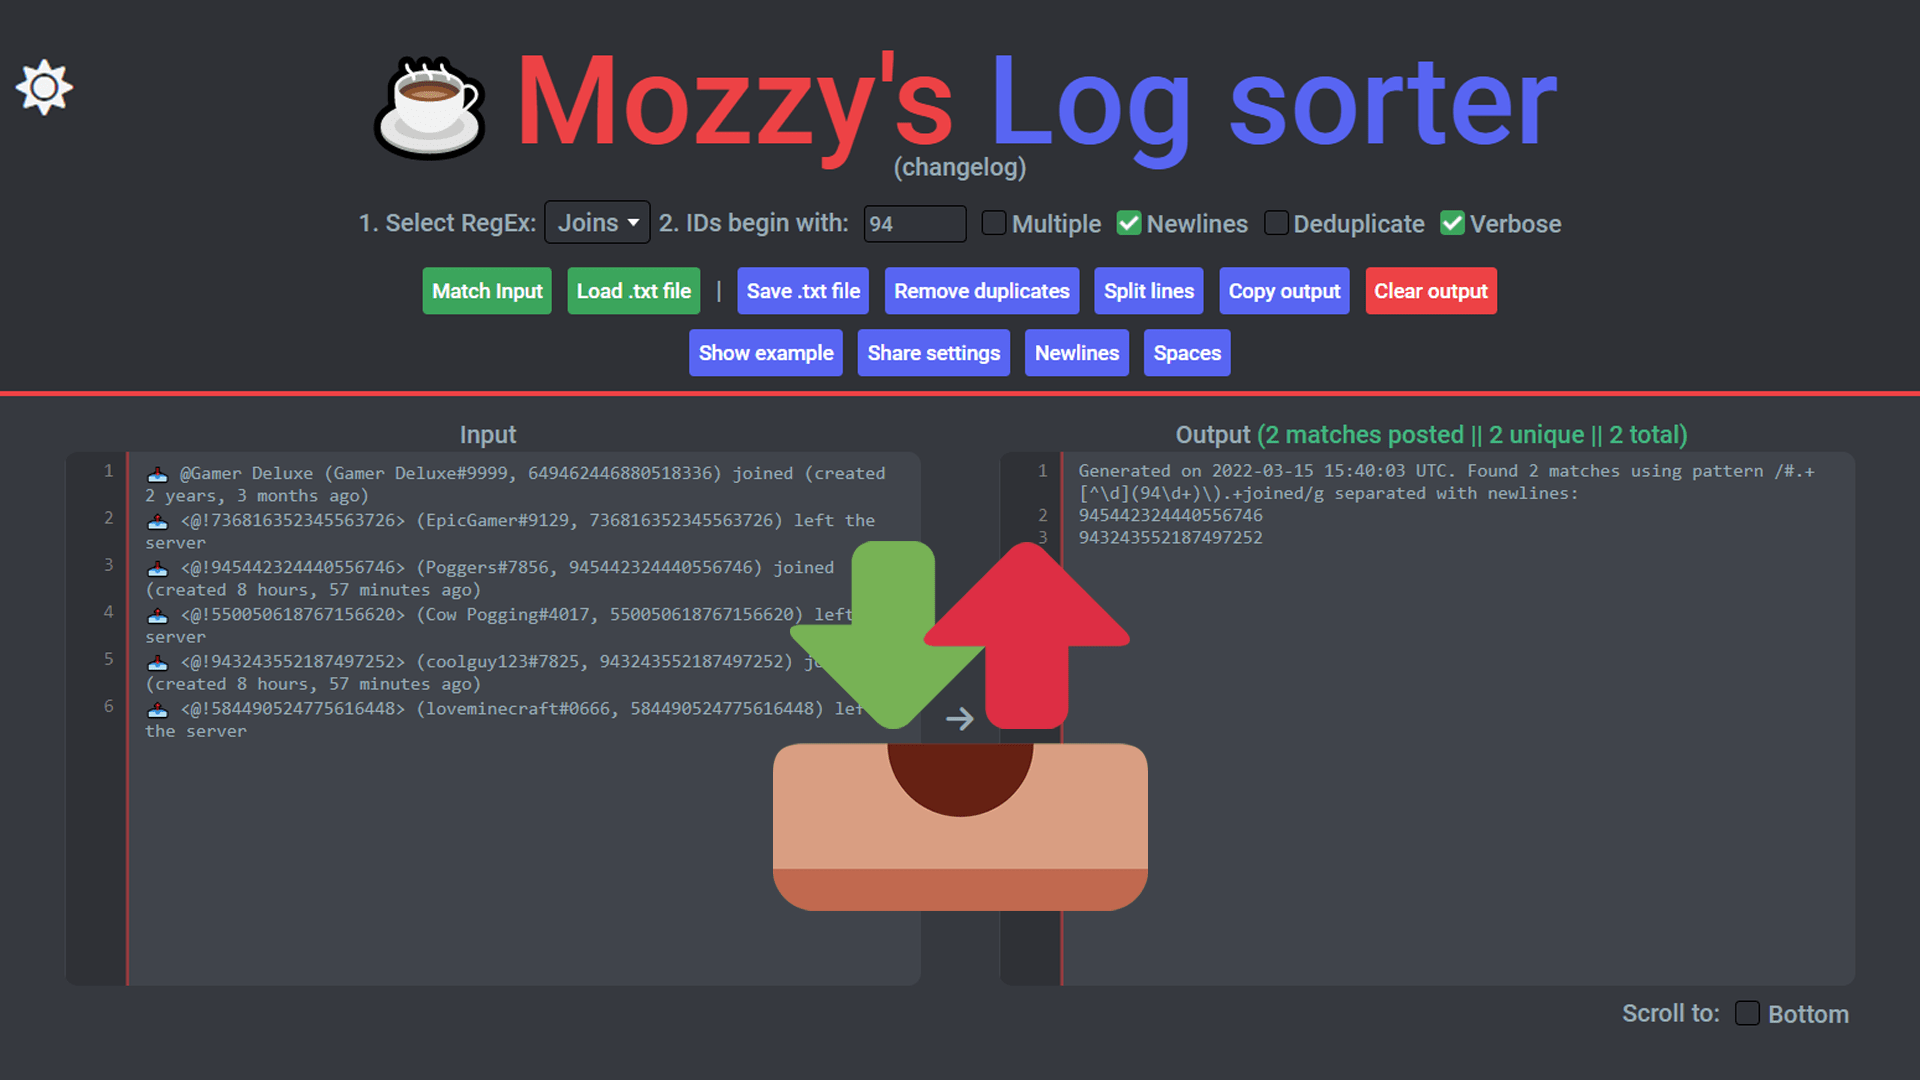 Mozzy's Log sorter
(changelog)
1. Select RegEx: Joins 2. IDs begin with: 94 Multiple Newlines Deduplicate Verbose
Match Input Load .txt file | Save .txt file Remove duplicates Split lines Copy output Clear output
Show example Share settings Newlines Spaces
Input
1 @Gamer Deluxe (Gamer Deluxe#9999, 649462446880518336) joined (created
2 years, 3 months ago)
2 <@!736816352345563726> (EpicGamer#9129, 736816352345563726) left the
server
3 <@!945442324440556746> (Poggers#7856, 945442324440556746) joined
(created 8 hours, 57 minutes ago)
4 <@!550050618767156620> (Cow Pogging#4017, 550050618767156620) left
server
5 <@!943243552187497252> (coolguy123#7825, 943243552187497252)
(created 8 hours, 57 minutes ago)
6 <@!584490524775616448> (loveminecraft#0666, 584490524775616448)
the server
Output (2 matches posted || 2 unique || 2 total)
1 Generated on 2022-03-15 15:40:03 UTC. Found 2 matches using pattern /#.+
[^\d](94\d+)\).+joined/g separated with newlines:
2 945442324440556746
3 943243552187497252
Scroll to: Bottom